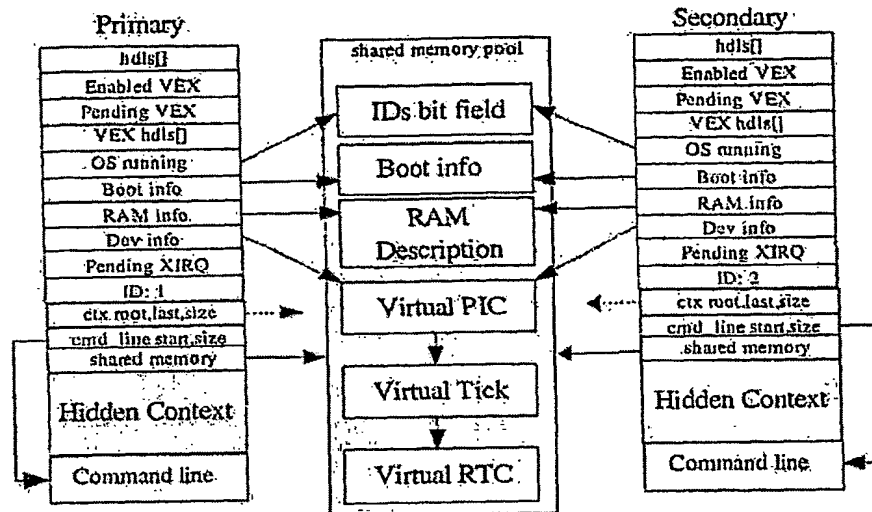 Primary
hdls[]
Enabled VEX
Pending VEX
VEX hdls[]
OS running
Boot info
RAM info
Dev info
Pending XIRQ
ID: 1
ctx root,last,size
cmd_line start,size
shared memory
Hidden Context
Command line
shared memory pool
IDs bit field
Boot info
RAM
Description
Virtual PIC
Virtual Tick
Virtual RTC
Secondary
hdls[]
Enabled VEX
Pending VEX
VEX hdls[]
OS running
Boot info
RAM info
Dev info
Pending XIRQ
ID: 2
ctx root,last,size
cmd_line start,size
shared memory
Hidden Context
Command line